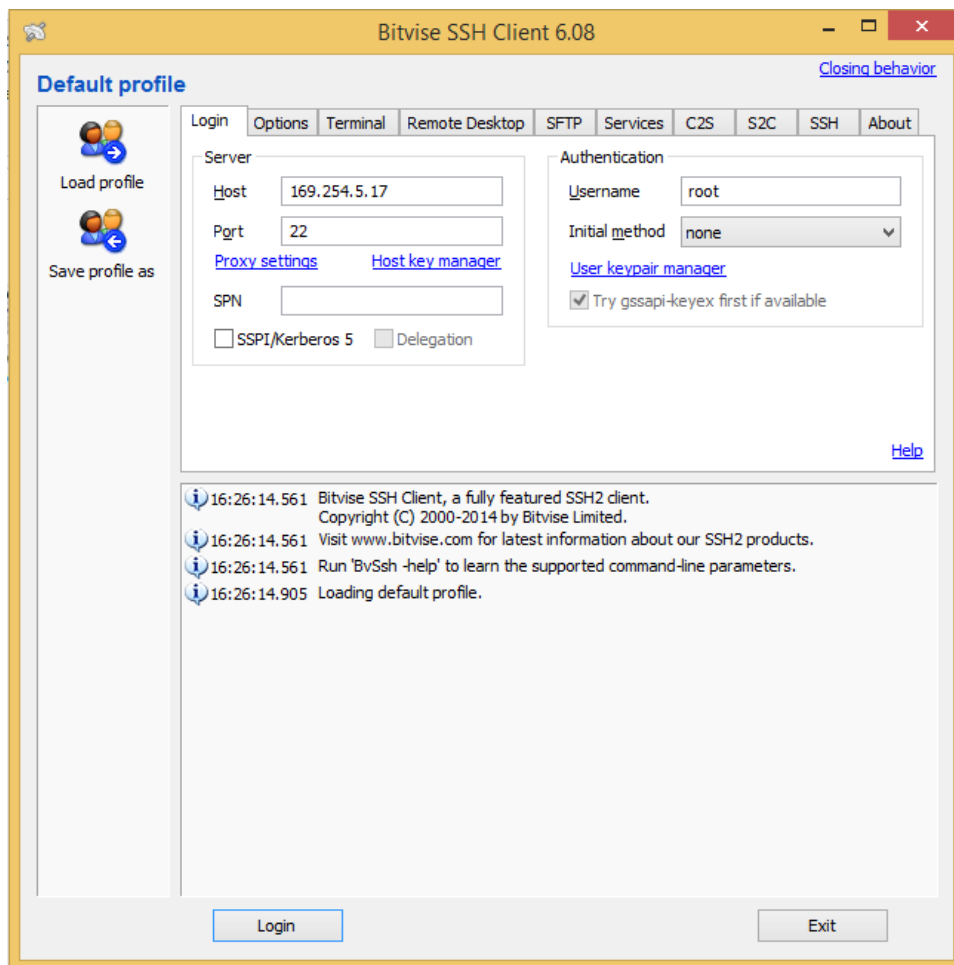 Bitvise SSH Client 6.08
Closing behavior
Default profile
Load profile
Save profile as
Login Options Terminal Remote Desktop SFTP Services C2S S2C SSH About
Server
Host 169.254.5.17
Port 22
Proxy settings Host key manager
SPN
SSPI/Kerberos 5 Delegation
Authentication
Username root
Initial method none
User keypair manager
Try gssapi-keyex first if available
Help
16:26:14.561 Bitvise SSH Client, a fully featured SSH2 client.
Copyright (C) 2000-2014 by Bitvise Limited.
16:26:14.561 Visit www.bitvise.com for latest information about our SSH2 products.
16:26:14.561 Run 'BvSsh -help' to learn the supported command-line parameters.
16:26:14.905 Loading default profile.
Login Exit